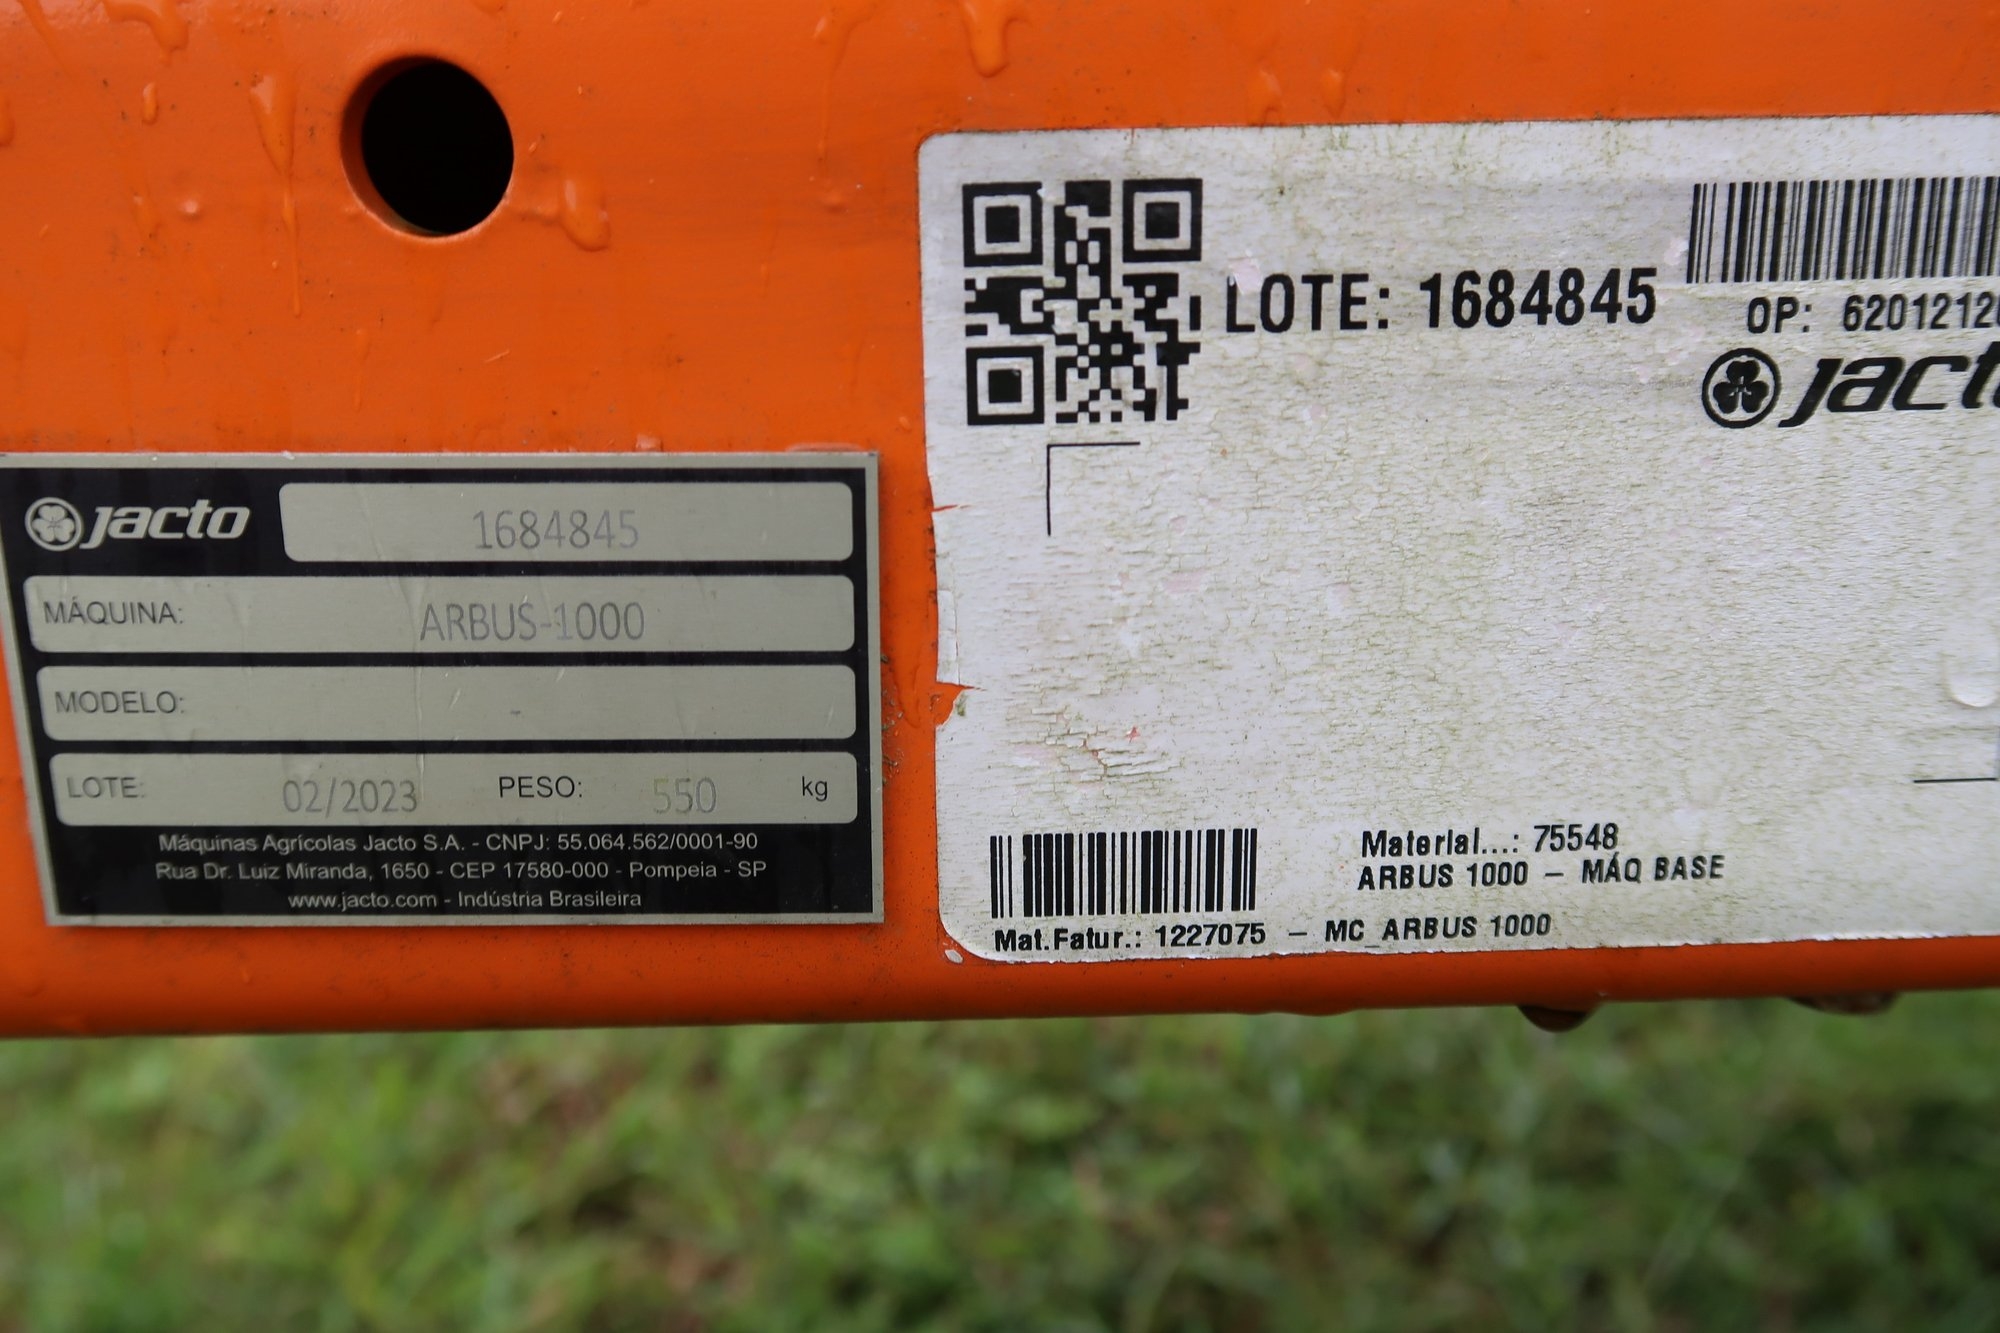 jacto
1684845
MÁQUINA: ARBUS-1000
MODELO: -
LOTE: 02/2023 PESO: 550 kg
Máquinas Agrícolas Jacto S.A. - CNPJ: 55.064.562/0001-90
Rua Dr. Luiz Miranda, 1650 - CEP 17580-000 - Pompeia - SP
www.jacto.com - Indústria Brasileira
LOTE: 1684845
OP: 6201212
jacto
Material...: 75548
ARBUS 1000 – MÁQ BASE
Mat.Fatur.: 1227075 – MC_ARBUS 1000